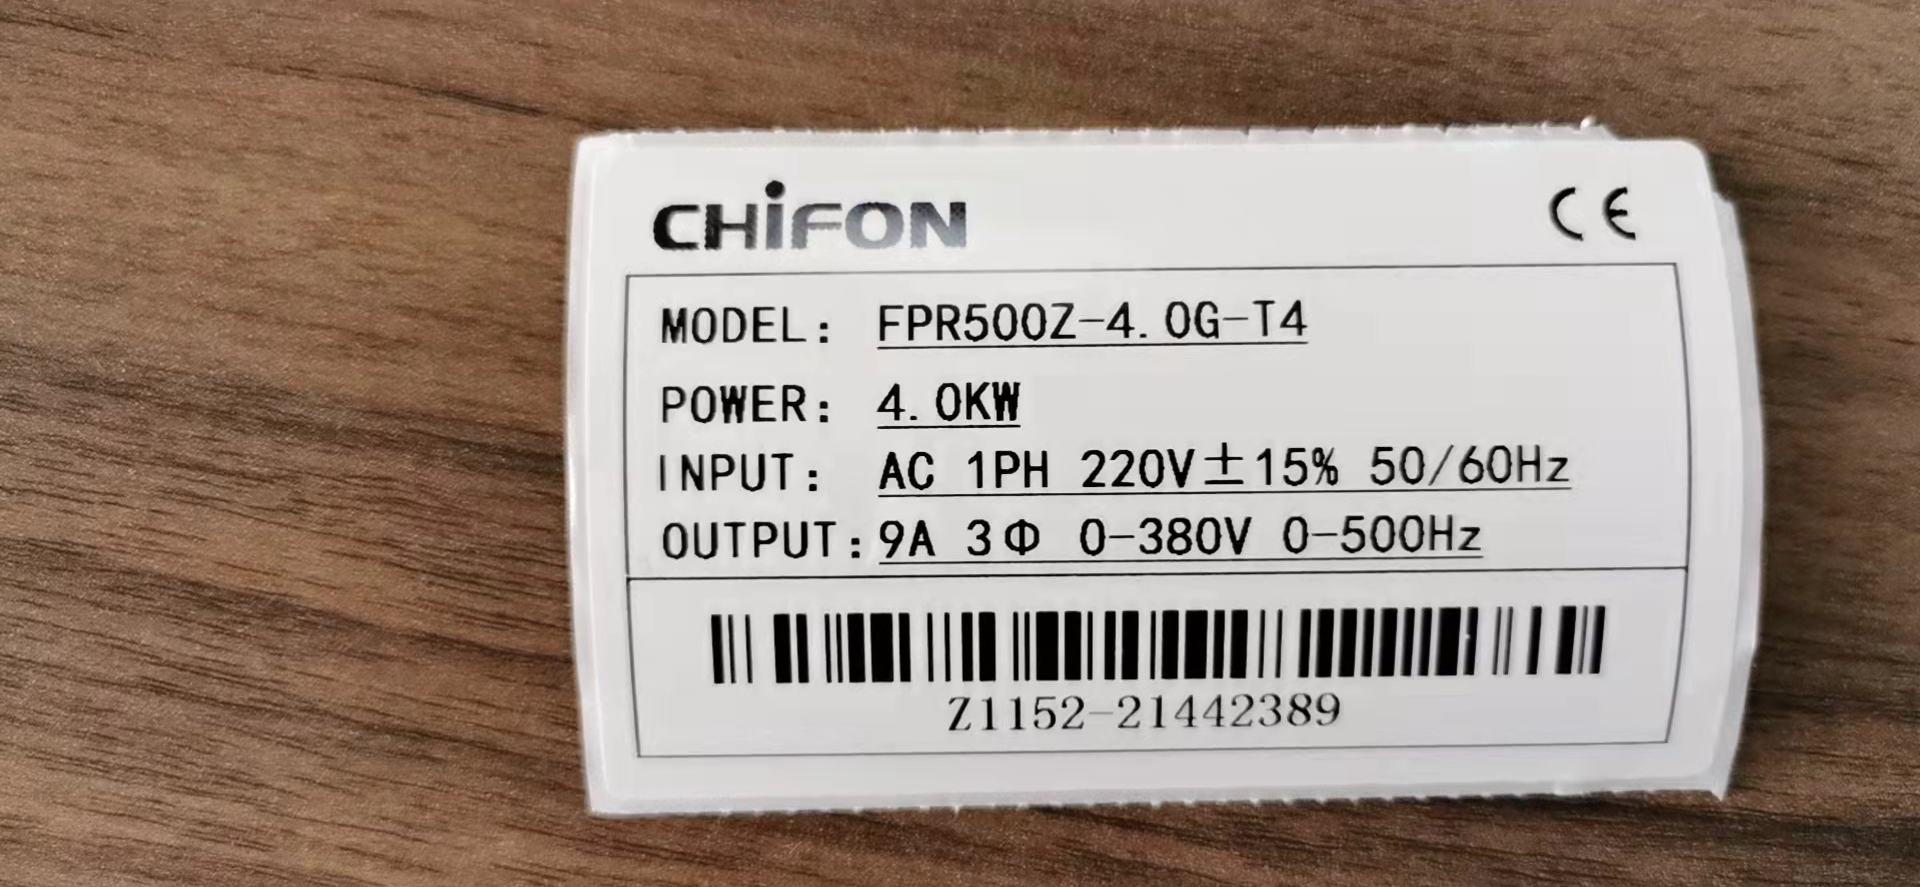 CHiFON
CE
MODEL: FPR500Z-4.0G-T4
POWER: 4.0KW
INPUT: AC 1PH 220V±15% 50/60Hz
OUTPUT: 9A 3Φ 0-380V 0-500Hz
Z1152-21442389